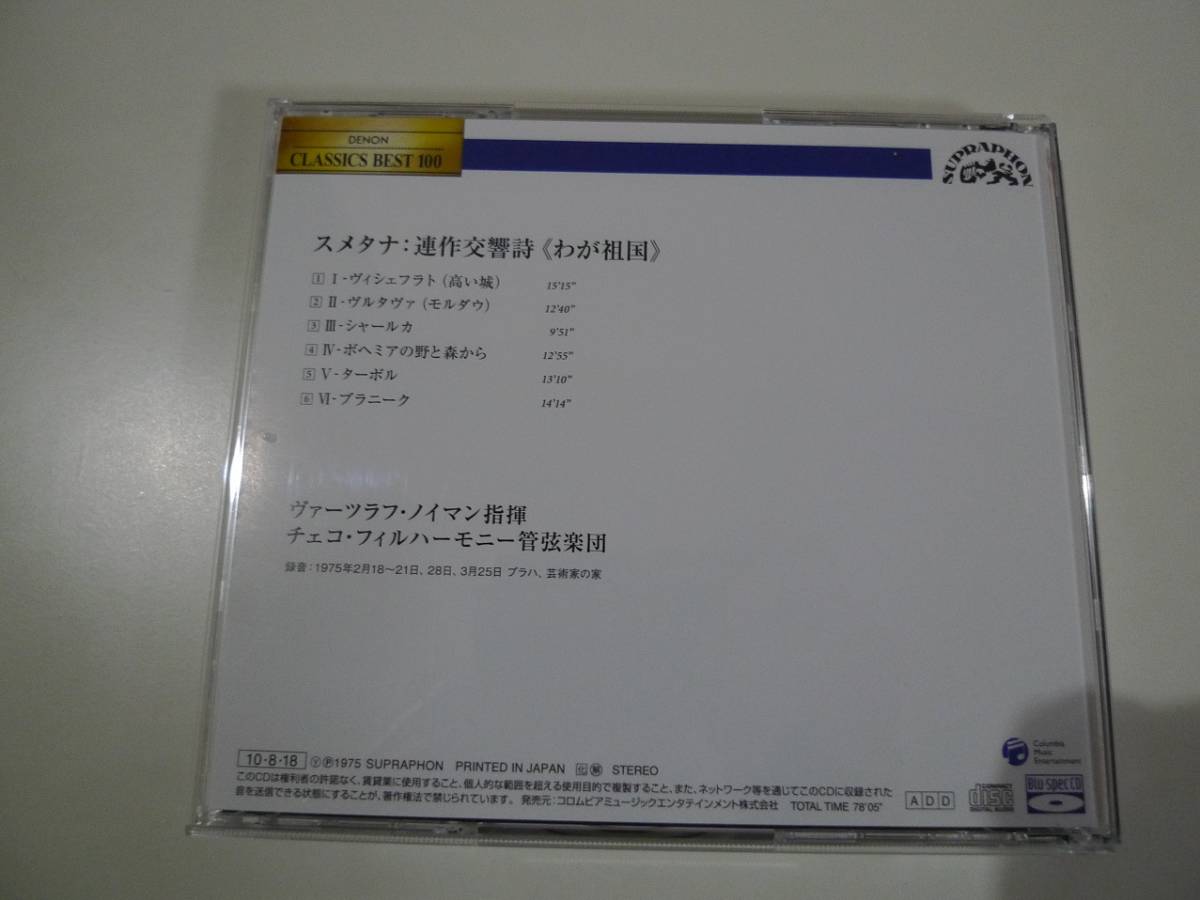 DENON
CLASSICS BEST 100
SUPRAPHON
スメタナ：連作交響詩《わが祖国》
1 Ⅰ-ヴィシェフラト（高い城） 15'15"
2 Ⅱ-ヴルタヴァ（モルダウ） 12'40"
3 Ⅲ-シャールカ 9'51"
4 Ⅳ-ボヘミアの野と森から 12'55"
5 Ⅴ-ターボル 13'10"
6 Ⅵ-ブラニーク 14'14"
ヴァーツラフ・ノイマン指揮
チェコ・フィルハーモニー管弦楽団
録音：1975年2月18〜21日、28日、3月25日 プラハ、芸術家の家
Columbia
Music
Entertainment
10・8・18 Ⓨ Ⓟ1975 SUPRAPHON PRINTED IN JAPAN STEREO
このCDは権利者の許諾なく、賃貸業に使用すること、個人的な範囲を超える使用目的で複製すること、また、ネットワーク等を通じてこのCDに収録された
音を送信できる状態にすることが、著作権法で禁じられています。 発売元：コロムビアミュージックエンタテインメント株式会社 TOTAL TIME 78'05"
ADD
COMPACT
disc
DIGITAL AUDIO
Blu-spec CD